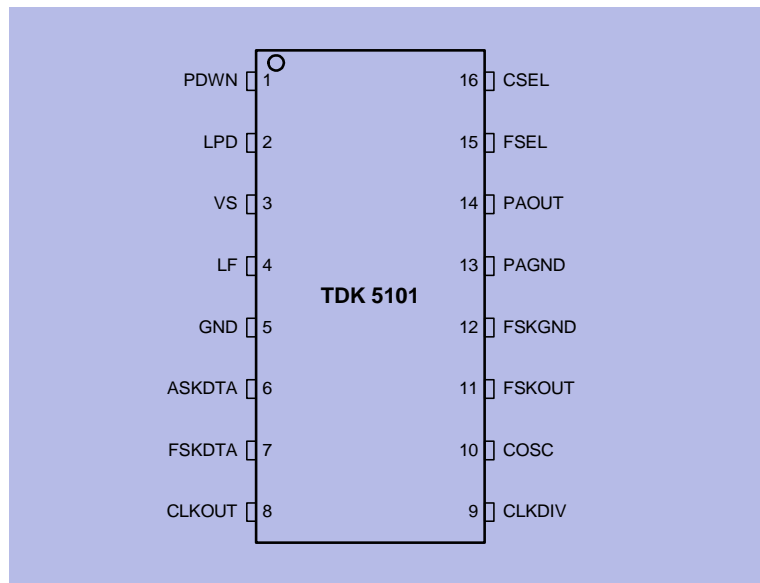 PDWN 1 16 CSEL
LPD 2 15 FSEL
VS 3 14 PAOUT
LF 4 13 PAGND
TDK 5101
GND 5 12 FSKGND
ASKDTA 6 11 FSKOUT
FSKDTA 7 10 COSC
CLKOUT 8 9 CLKDIV